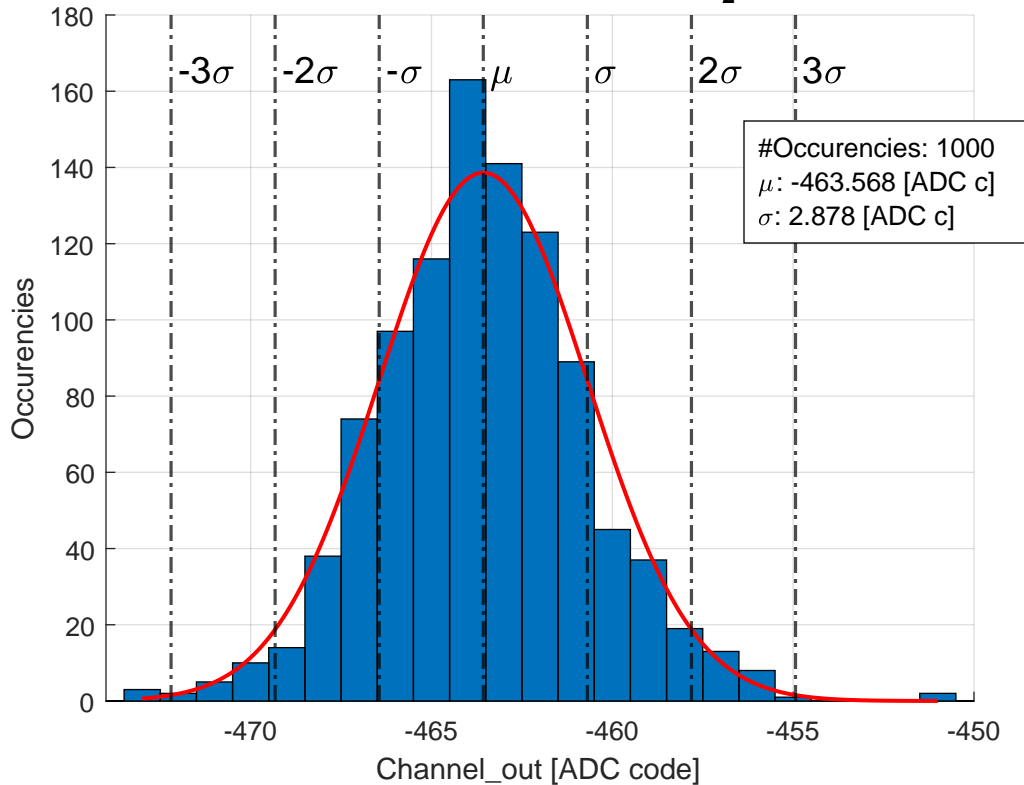 180
160
140
120
100
80
60
40
20
0
Occurencies
-3σ
-2σ
-σ
μ
σ
2σ
3σ
#Occurencies: 1000
μ: -463.568 [ADC c]
σ: 2.878 [ADC c]
-470
-465
-460
-455
-450
Channel_out [ADC code]